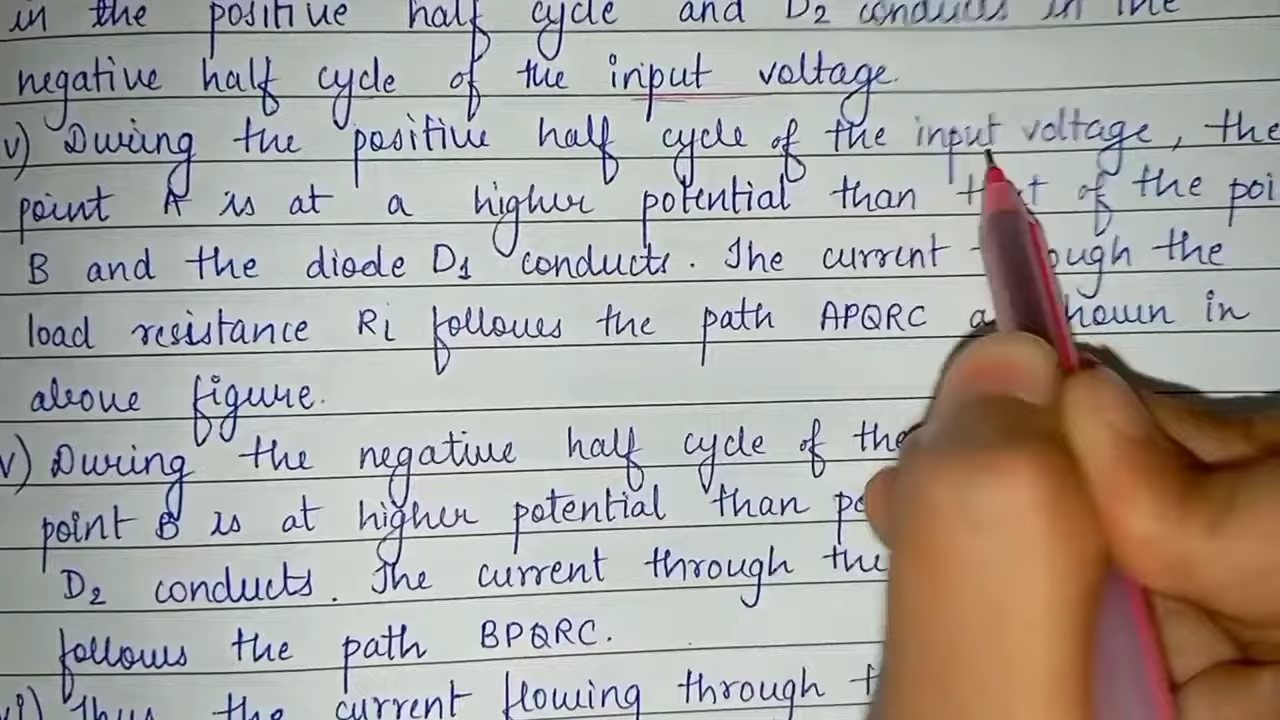 in the positive half cycle and D2 conducts in the
negative half cycle of the input voltage.
v) During the positive half cycle of the input voltage, the
point A is at a higher potential than that of the poi
B and the diode D1 conducts. The current the
load resistance RL follows the path APQRC in
above figure.
v) During the negative half cycle of the
point B is at higher potential than
D2 conducts. The current through the
follows the path BPQRC.
vi) Thus the current flowing through